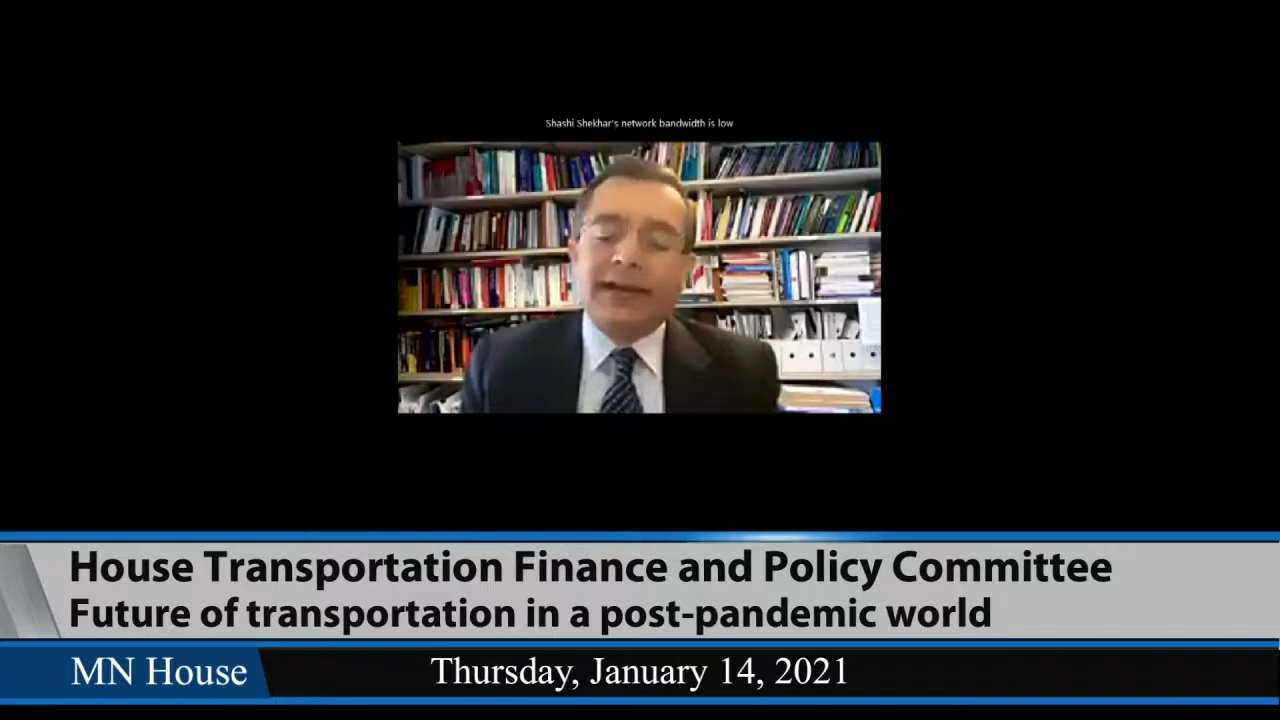 Shashi Shekhar's network bandwidth is low
House Transportation Finance and Policy Committee
Future of transportation in a post-pandemic world
MN House
Thursday, January 14, 2021